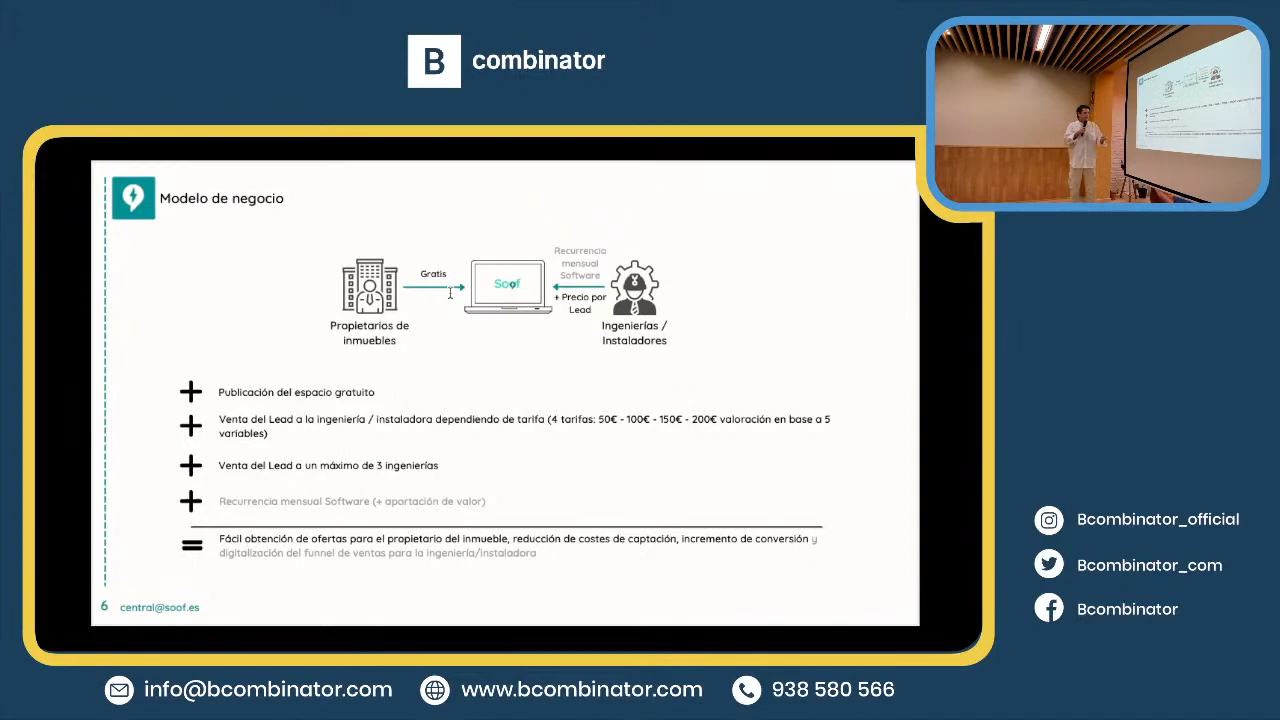 B combinator
Modelo de negocio
Gratis
Soof
Recurrencia
mensual
Software
+ Precio por
Lead
Propietarios de
inmuebles
Ingenierías /
Instaladores
+ Publicación del espacio gratuito
+ Venta del Lead a la ingeniería / instaladora dependiendo de tarifa (4 tarifas: 50€ - 100€ - 150€ - 200€ valoración en base a 5
variables)
+ Venta del Lead a un máximo de 3 ingenierías
+ Recurrencia mensual Software (+ aportación de valor)
= Fácil obtención de ofertas para el propietario del inmueble, reducción de costes de captación, incremento de conversión y
digitalización del funnel de ventas para la ingeniería/instaladora
6 central@soof.es
Bcombinator_official
Bcombinator_com
Bcombinator
info@bcombinator.com www.bcombinator.com 938 580 566